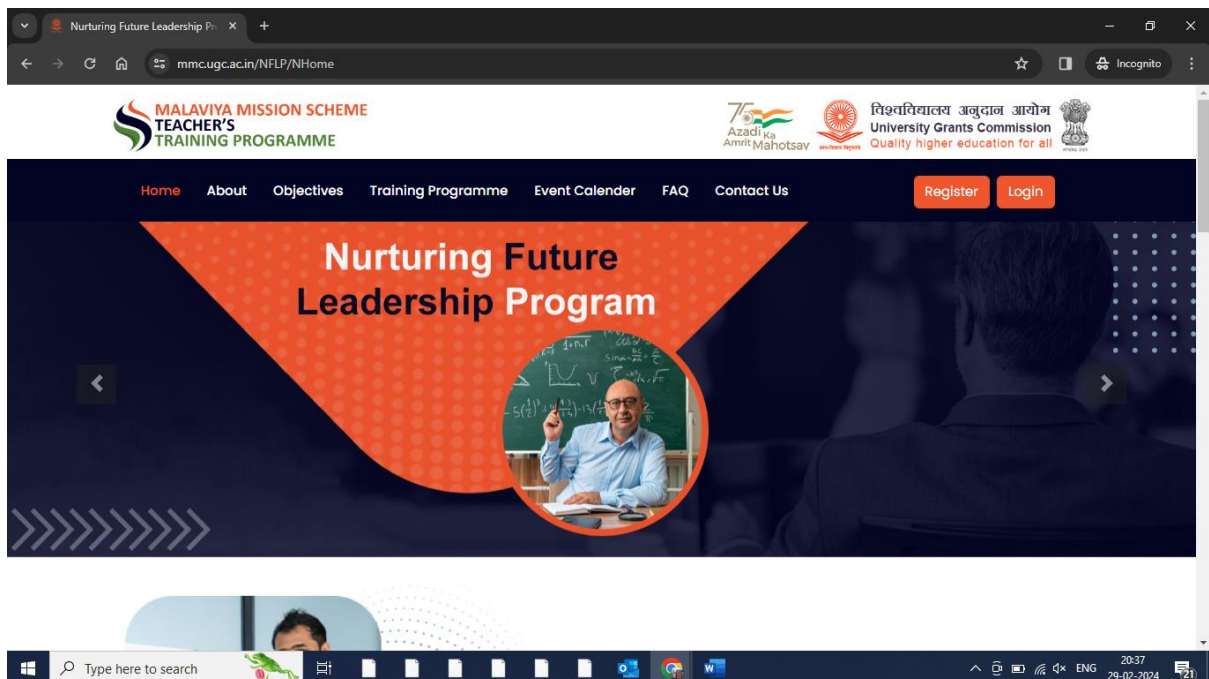 Nurturing Future Leadership Pr
mmc.ugc.ac.in/NFLP/NHome
Incognito
MALAVIYA MISSION SCHEME
TEACHER'S
TRAINING PROGRAMME
75
Azadi Ka
Amrit Mahotsav
विश्वविद्यालय अनुदान आयोग
University Grants Commission
Quality higher education for all
Home About Objectives Training Programme Event Calender FAQ Contact Us Register Login
Nurturing Future
Leadership Program
Type here to search
ENG
20:37
29-02-2024
21